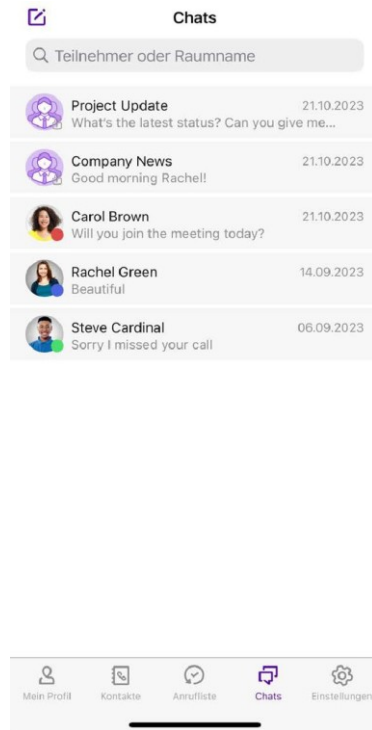 Chats
Teilnehmer oder Raumname
Project Update 21.10.2023
What's the latest status? Can you give me...
Company News 21.10.2023
Good morning Rachel!
Carol Brown 21.10.2023
Will you join the meeting today?
Rachel Green 14.09.2023
Beautiful
Steve Cardinal 06.09.2023
Sorry I missed your call
Mein Profil Kontakte Anrufliste Chats Einstellungen